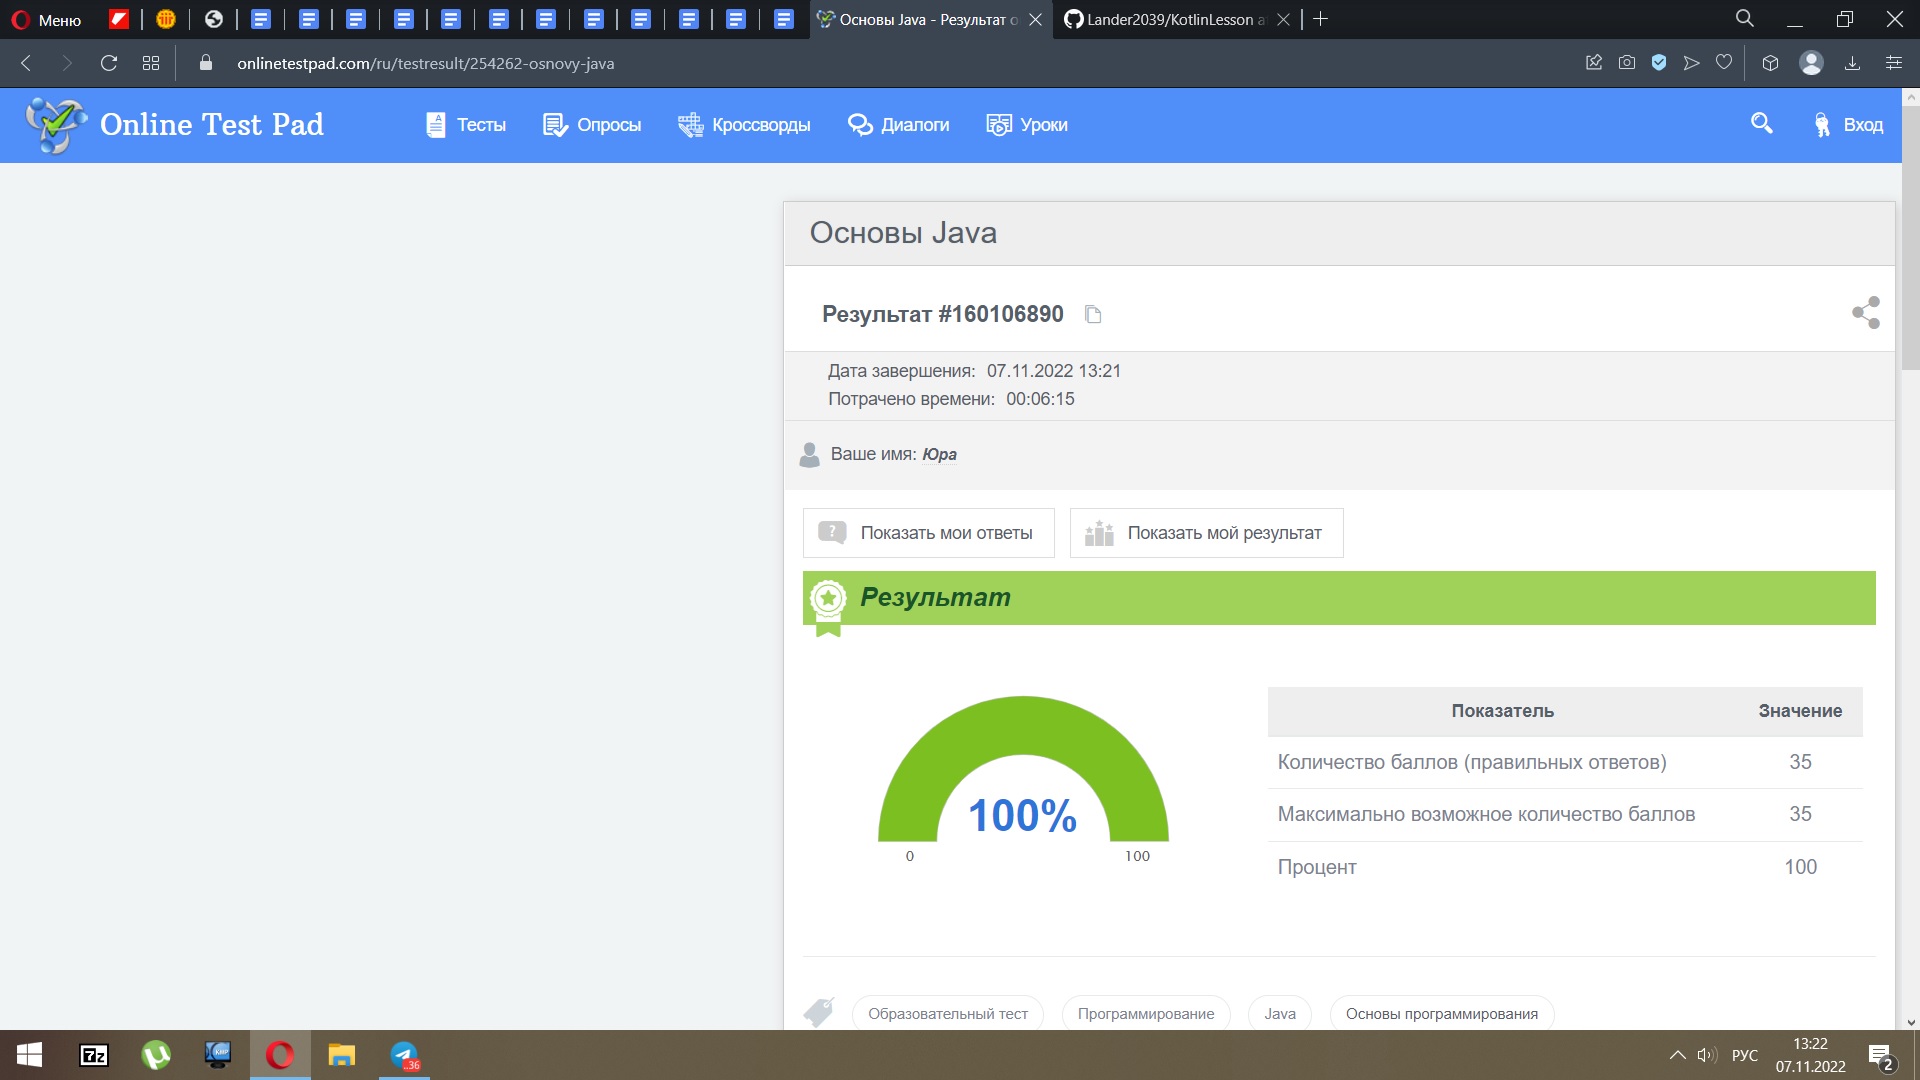 Меню
Основы Java - Результат о
Lander2039/KotlinLesson a
onlinetestpad.com/ru/testresult/254262-osnovy-java
Online Test Pad
Тесты
Опросы
Кроссворды
Диалоги
Уроки
Вход
Основы Java
Результат #160106890
Дата завершения: 07.11.2022 13:21
Потрачено времени: 00:06:15
Ваше имя: Юра
Показать мои ответы
Показать мой результат
Результат
Показатель Значение
Количество баллов (правильных ответов) 35
Максимально возможное количество баллов 35
Процент 100
100%
0 100
Образовательный тест
Программирование
Java
Основы программирования
7z
KMP
..36
РУС
13:22
07.11.2022
2